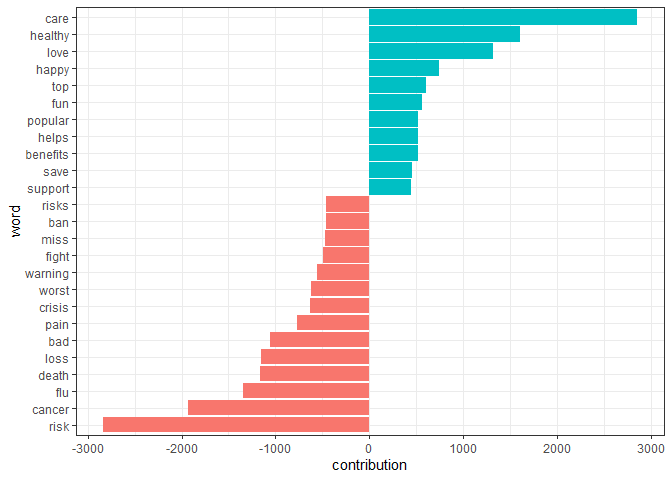 care
healthy
love
happy
top
fun
popular
helps
benefits
save
support
risks
ban
miss
fight
warning
worst
crisis
pain
bad
loss
death
flu
cancer
risk
word
-3000 -2000 -1000 0 1000 2000 3000
contribution